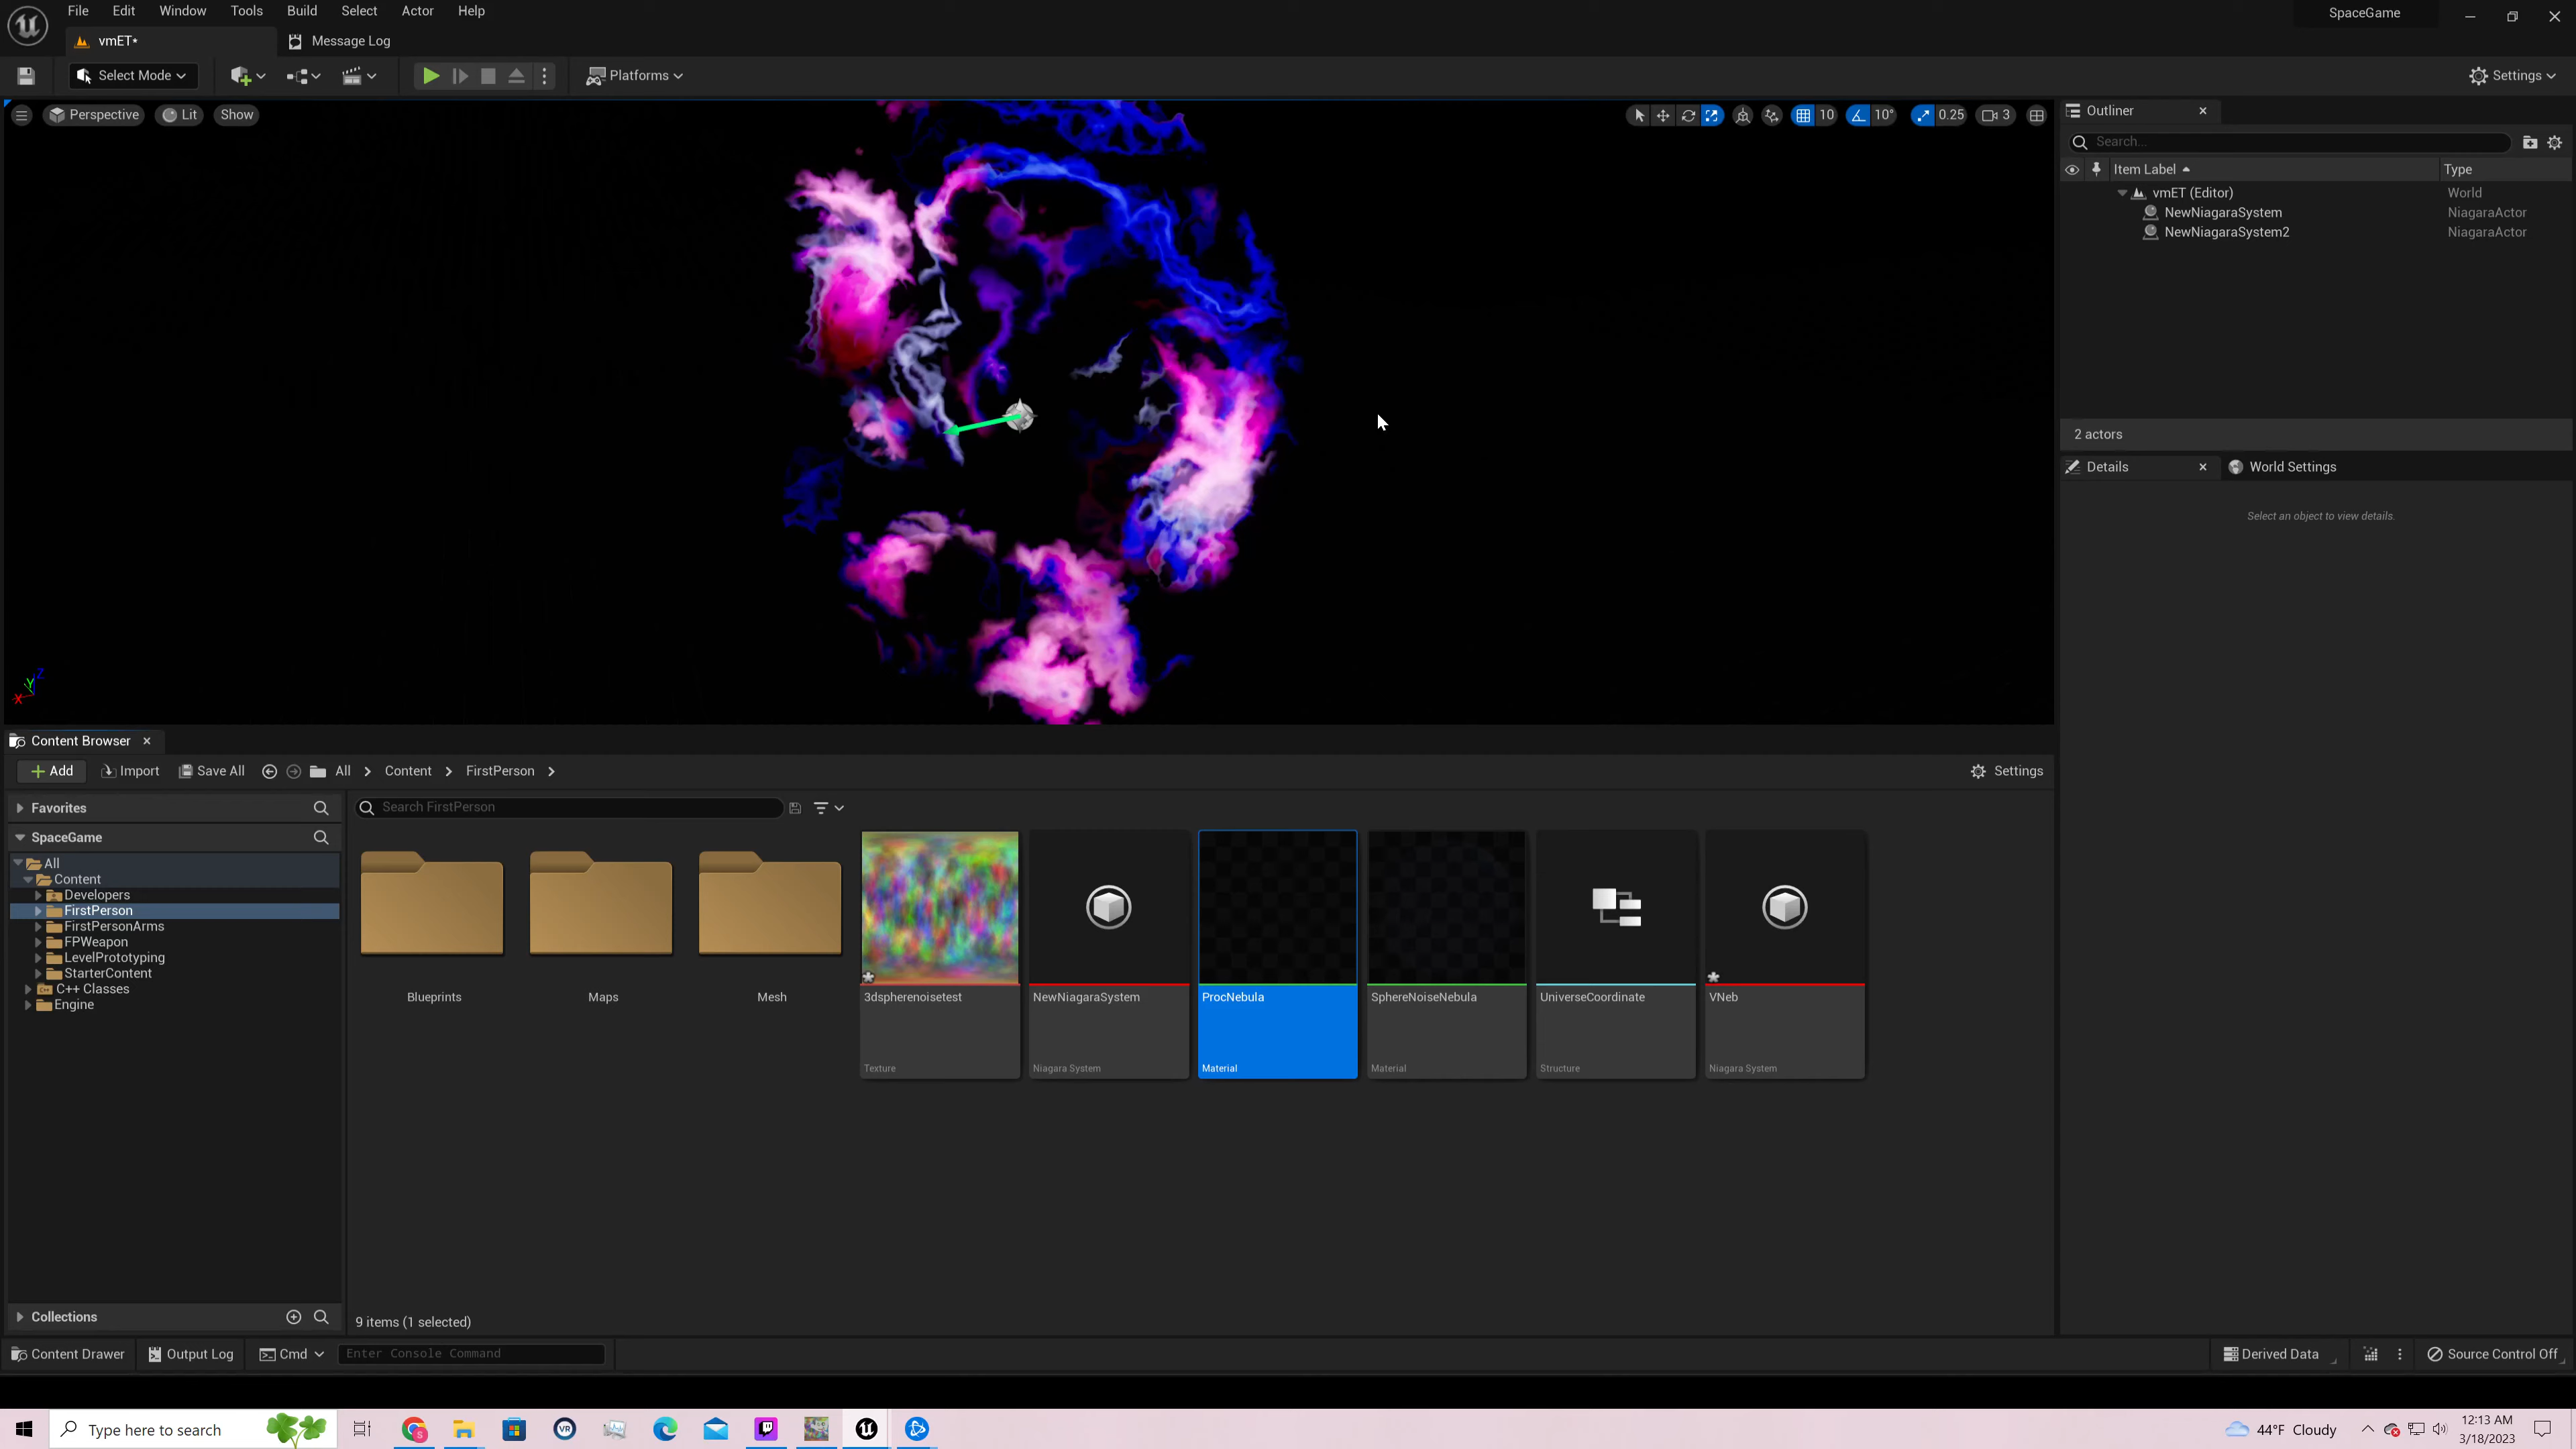 File Edit Window Tools Build Select Actor Help
SpaceGame
vmET*
Message Log
Select Mode
Platforms
Settings
Perspective Lit Show
10 10° 0.25 3
Outliner
Search...
Item Label Type
vmET (Editor) World
NewNiagaraSystem NiagaraActor
NewNiagaraSystem2 NiagaraActor
2 actors
Details
World Settings
Select an object to view details.
X Y Z
Content Browser
Add Import Save All All Content FirstPerson
Settings
Favorites
Search FirstPerson
SpaceGame
All
Content
Developers
FirstPerson
FirstPersonArms
FPWeapon
LevelPrototyping
StarterContent
C++ Classes
Engine
Blueprints
Maps
Mesh
3dspherenoisetest
Texture
NewNiagaraSystem
Niagara System
ProcNebula
Material
SphereNoiseNebula
Material
UniverseCoordinate
Structure
VNeb
Niagara System
Collections
9 items (1 selected)
Content Drawer
Output Log
Cmd
Enter Console Command
Derived Data
Source Control Off
Type here to search
VR
S
44°F Cloudy
12:13 AM
3/18/2023